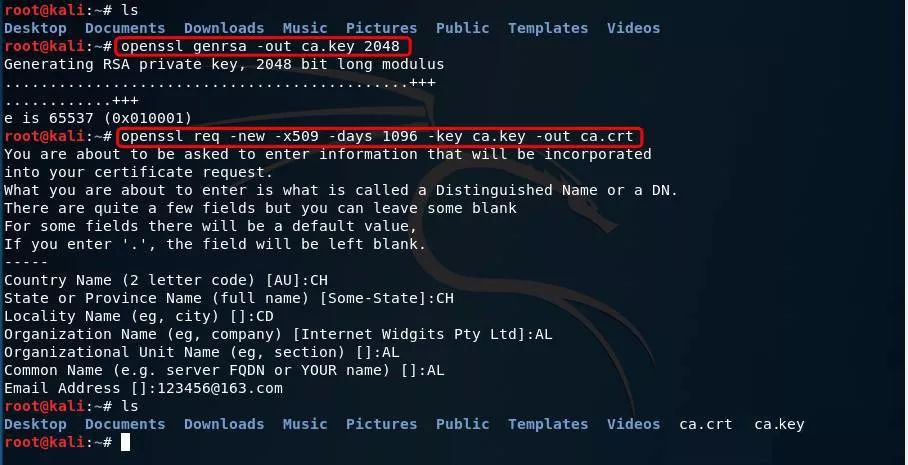 root@kali:~# ls
Desktop Documents Downloads Music Pictures Public Templates Videos
root@kali:~# openssl genrsa -out ca.key 2048
Generating RSA private key, 2048 bit long modulus
................................................+++
............+++
e is 65537 (0x010001)
root@kali:~# openssl req -new -x509 -days 1096 -key ca.key -out ca.crt
You are about to be asked to enter information that will be incorporated
into your certificate request.
What you are about to enter is what is called a Distinguished Name or a DN.
There are quite a few fields but you can leave some blank
For some fields there will be a default value,
If you enter '.', the field will be left blank.
-----
Country Name (2 letter code) [AU]:CH
State or Province Name (full name) [Some-State]:CH
Locality Name (eg, city) []:CD
Organization Name (eg, company) [Internet Widgits Pty Ltd]:AL
Organizational Unit Name (eg, section) []:AL
Common Name (e.g. server FQDN or YOUR name) []:AL
Email Address []:123456@163.com
root@kali:~# ls
Desktop Documents Downloads Music Pictures Public Templates Videos ca.crt ca.key
root@kali:~#